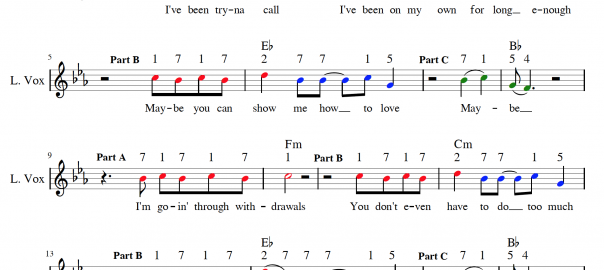 I've been try-na call I've been on my own for long__ e-nough
E♭ B♭
5 Part B 1 7 1 7 2 7 7 1 5 Part C 7 1 5 4
L. Vox
May-be you can show me how__ to love May - be__
Fm Cm
9 Part A 7 1 7 1 7 1 Part B 1 7 1 7 2 7 7 1 5
L. Vox
I'm go-in' through with-drawals You don't e-ven have to do__ too much
E♭ B♭
13 Part B 1 7 1 7 2 7 7 7 1 5 Part C 7 1 5 4